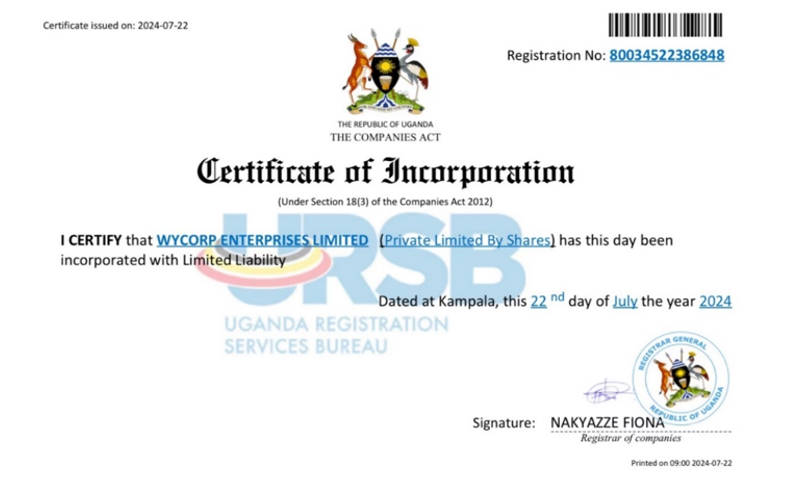 Certificate issued on: 2024-07-22
Registration No: 80034522386848
THE REPUBLIC OF UGANDA
THE COMPANIES ACT
Certificate of Incorporation
(Under Section 18(3) of the Companies Act 2012)
I CERTIFY that WYCORP ENTERPRISES LIMITED (Private Limited By Shares) has this day been
incorporated with Limited Liability
URSB
Dated at Kampala, this 22 nd day of July the year 2024
UGANDA REGISTRATION
SERVICES BUREAU
REGISTRAR GENERAL
REPUBLIC OF UGANDA
Signature: NAKYAZZE FIONA
Registrar of companies
Printed on 09:00 2024-07-22